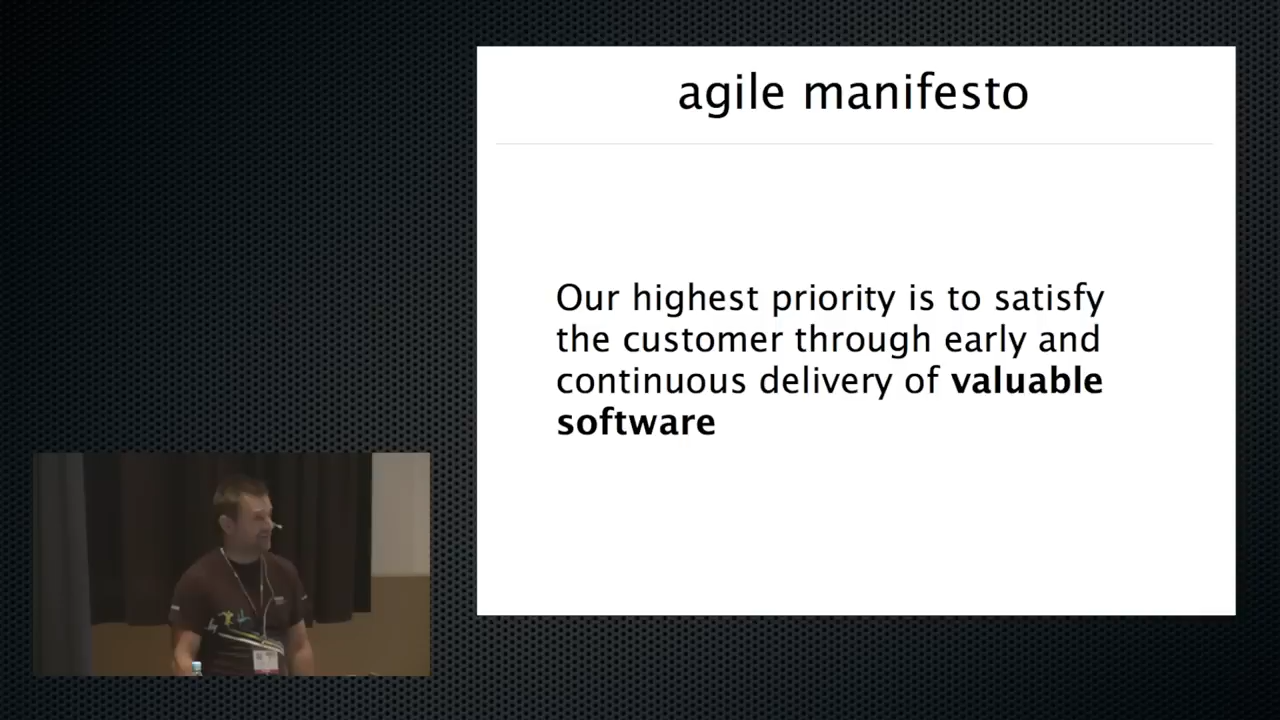 agile manifesto
Our highest priority is to satisfy
the customer through early and
continuous delivery of valuable
software